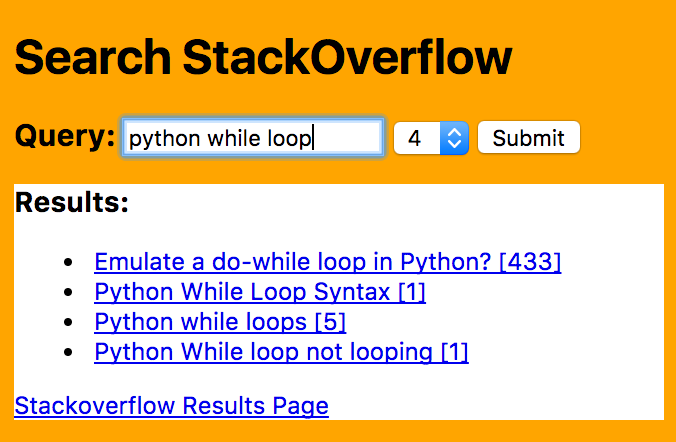 Search StackOverflow
Query: python while loop 4 Submit
Results:
• Emulate a do-while loop in Python? [433]
• Python While Loop Syntax [1]
• Python while loops [5]
• Python While loop not looping [1]
Stackoverflow Results Page